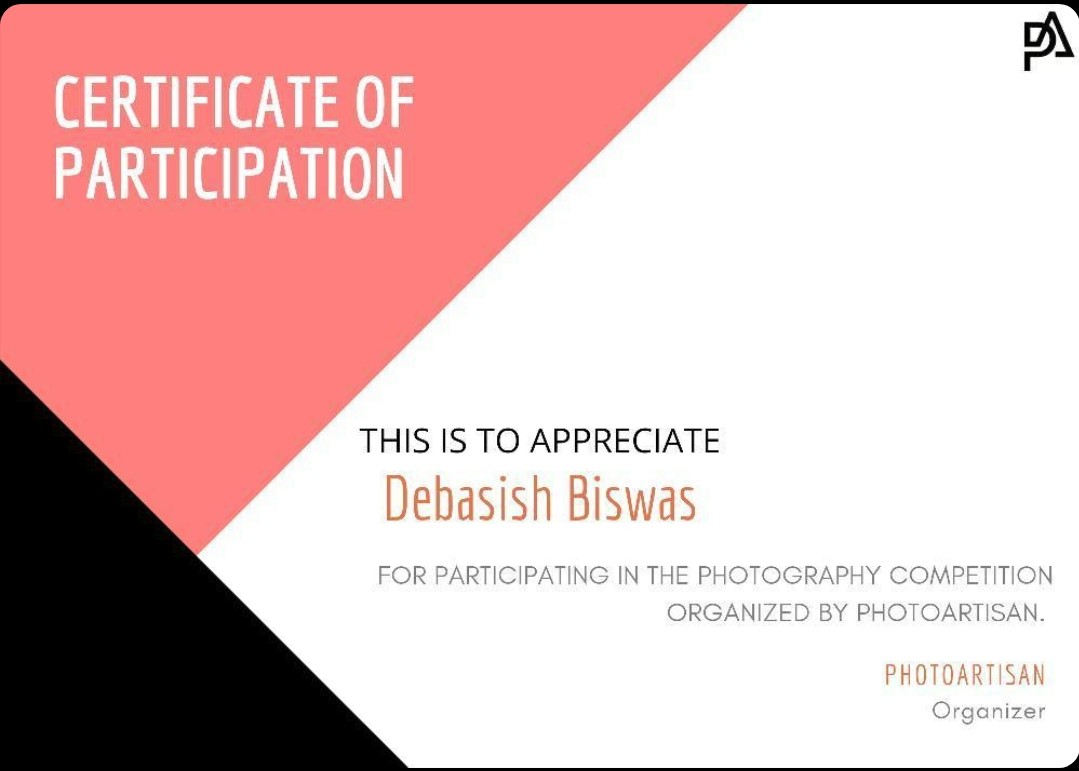 PA
CERTIFICATE OF
PARTICIPATION
THIS IS TO APPRECIATE
Debasish Biswas
FOR PARTICIPATING IN THE PHOTOGRAPHY COMPETITION
ORGANIZED BY PHOTOARTISAN.
PHOTOARTISAN
Organizer